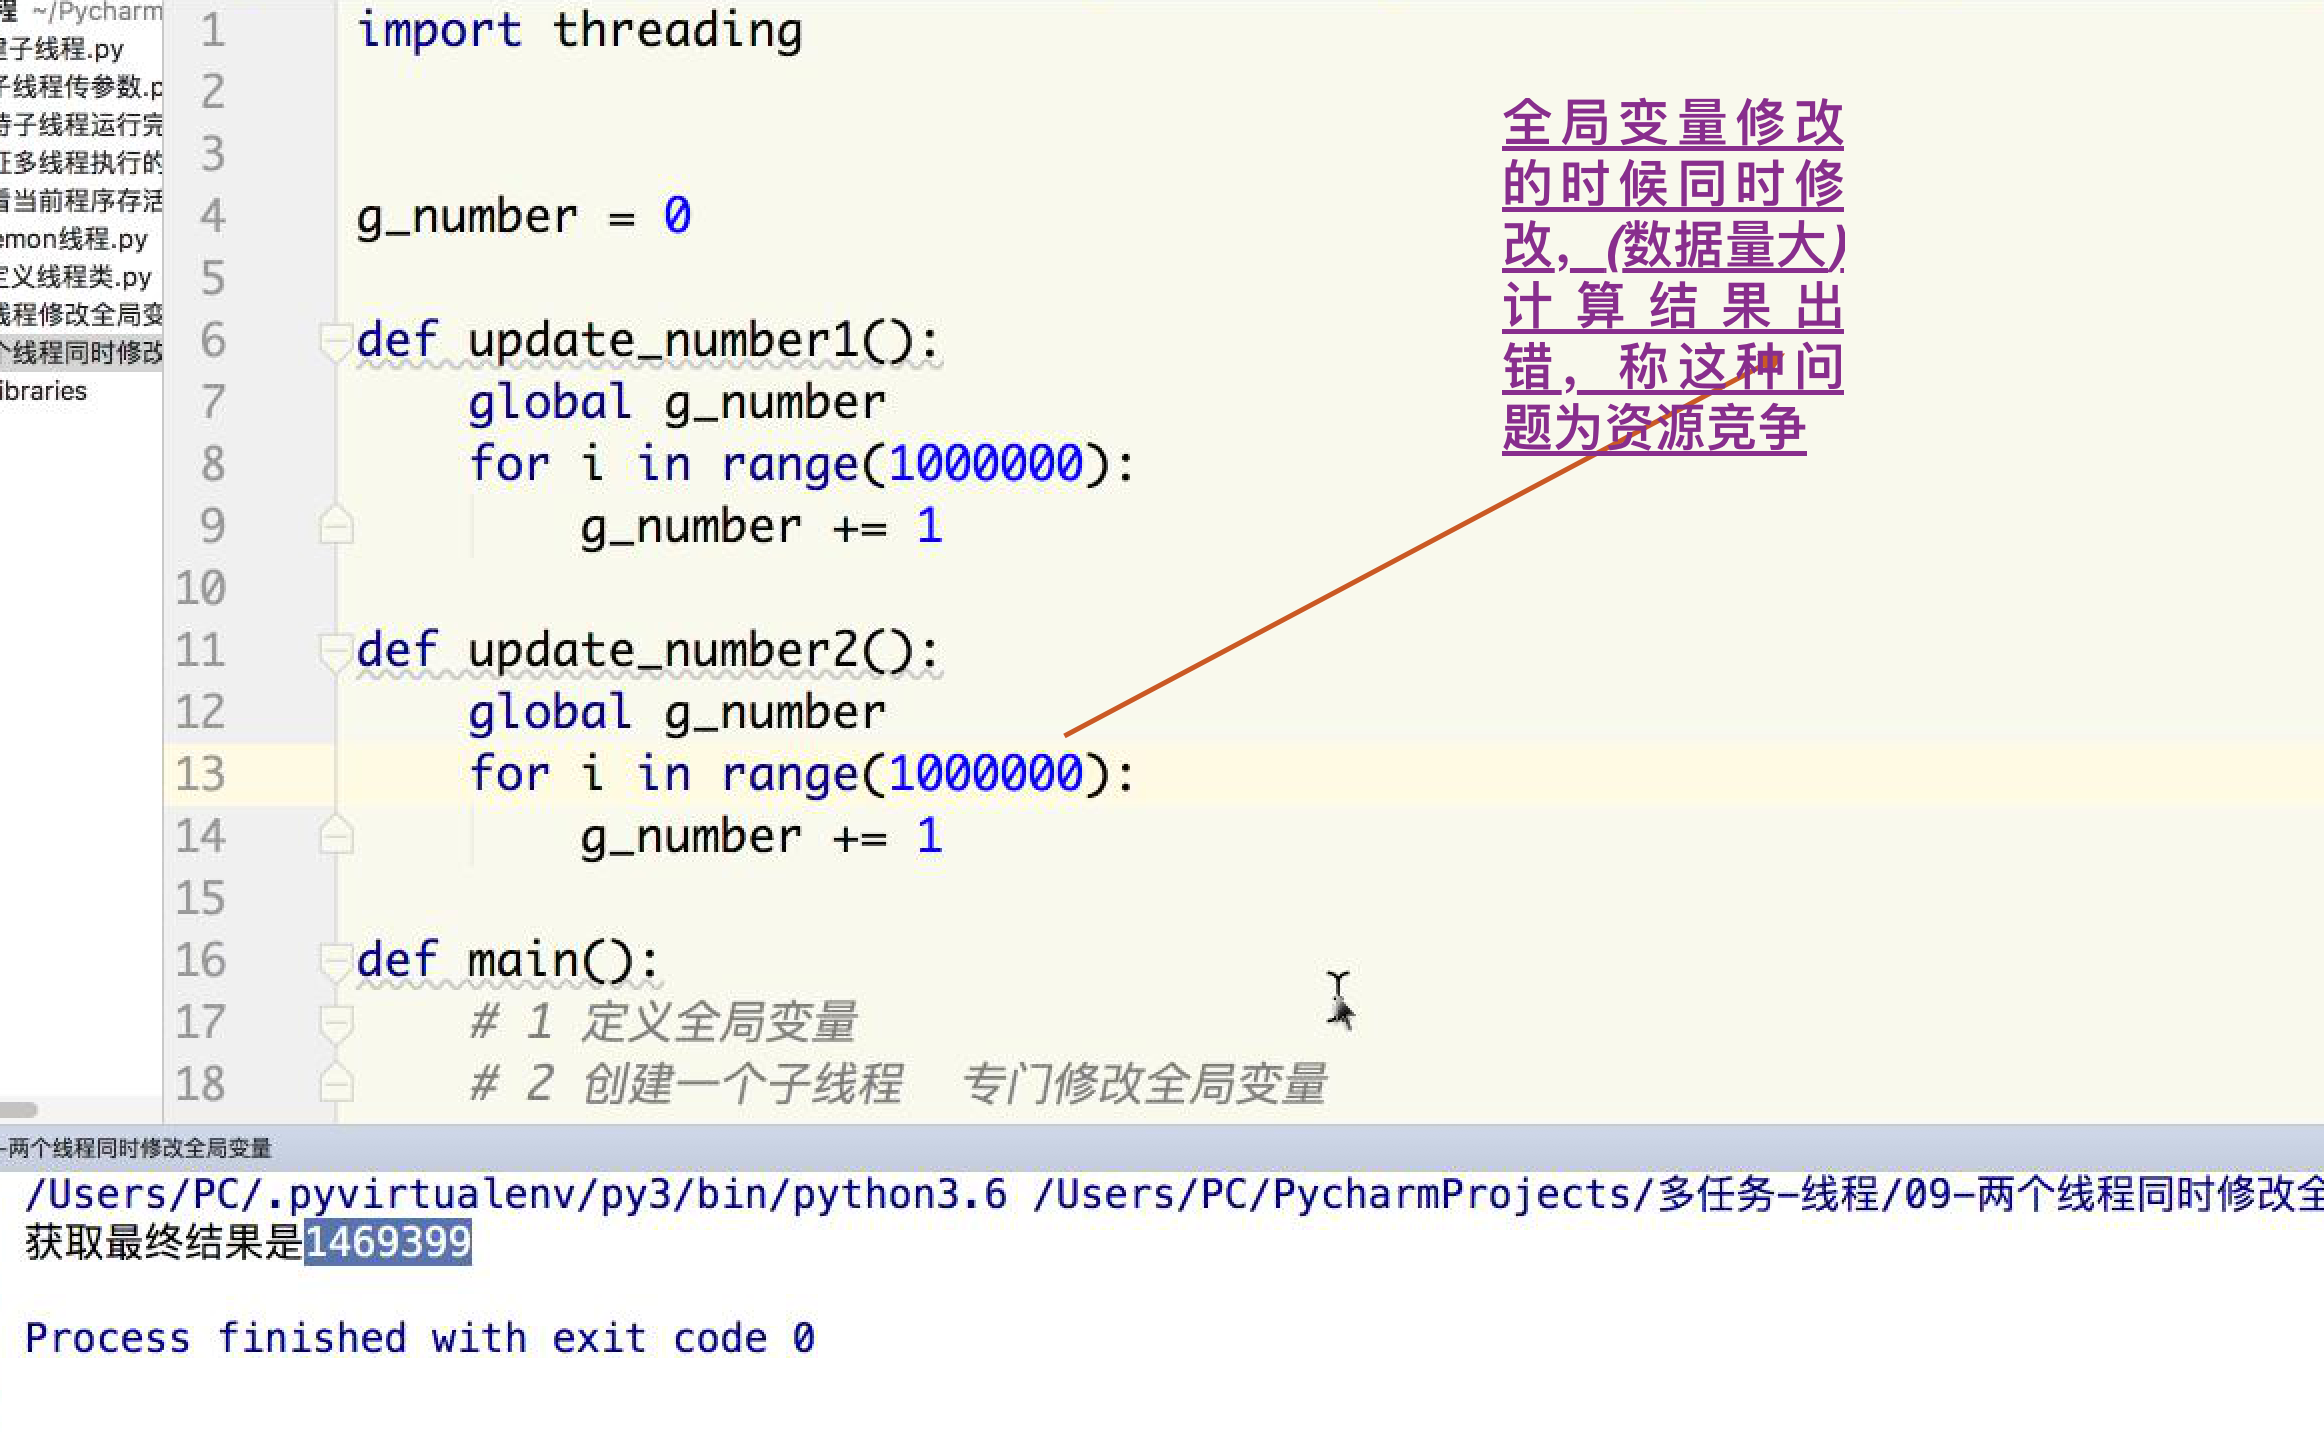 程 ~/Pycharm
子线程.py
子线程传参数.p
待子线程运行完
证多线程执行的
看当前程序存活
emon线程.py
定义线程类.py
线程修改全局变
个线程同时修改
ibraries
1 import threading
2
3
4 g_number = 0
5
6 def update_number1():
7 global g_number
8 for i in range(1000000):
9 g_number += 1
10
11 def update_number2():
12 global g_number
13 for i in range(1000000):
14 g_number += 1
15
16 def main():
17 # 1 定义全局变量
18 # 2 创建一个子线程 专门修改全局变量
全局变量修改
的时候同时修
改，(数据量大)
计算结果出
错，称这种问
题为资源竞争
-两个线程同时修改全局变量
/Users/PC/.pyvirtualenv/py3/bin/python3.6 /Users/PC/PycharmProjects/多任务-线程/09-两个线程同时修改全
获取最终结果是1469399
Process finished with exit code 0